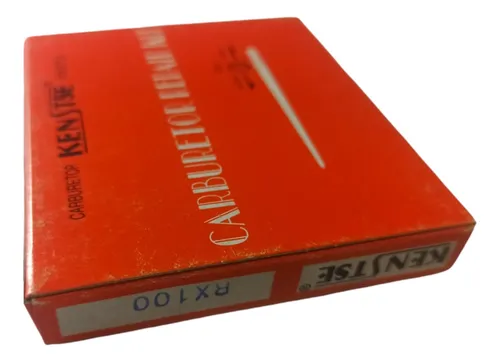 CARBURETOR
KENSTSE®
CARBURETOR REPAIR KIT
KENSTSE®
RX100